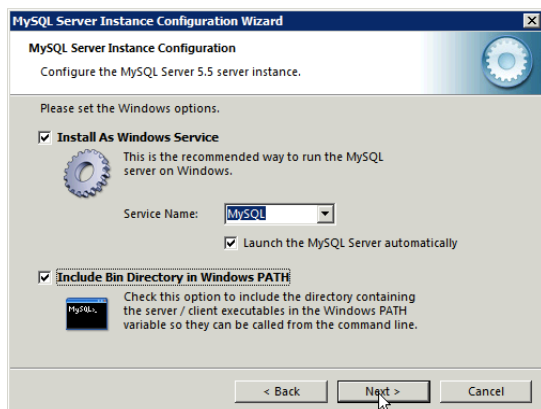 MySQL Server Instance Configuration Wizard
MySQL Server Instance Configuration
Configure the MySQL Server 5.5 server instance.
Please set the Windows options.
Install As Windows Service
This is the recommended way to run the MySQL
server on Windows.
Service Name: MySQL
Launch the MySQL Server automatically
Include Bin Directory in Windows PATH
MySQL>_
Check this option to include the directory containing
the server / client executables in the Windows PATH
variable so they can be called from the command line.
< Back Next > Cancel